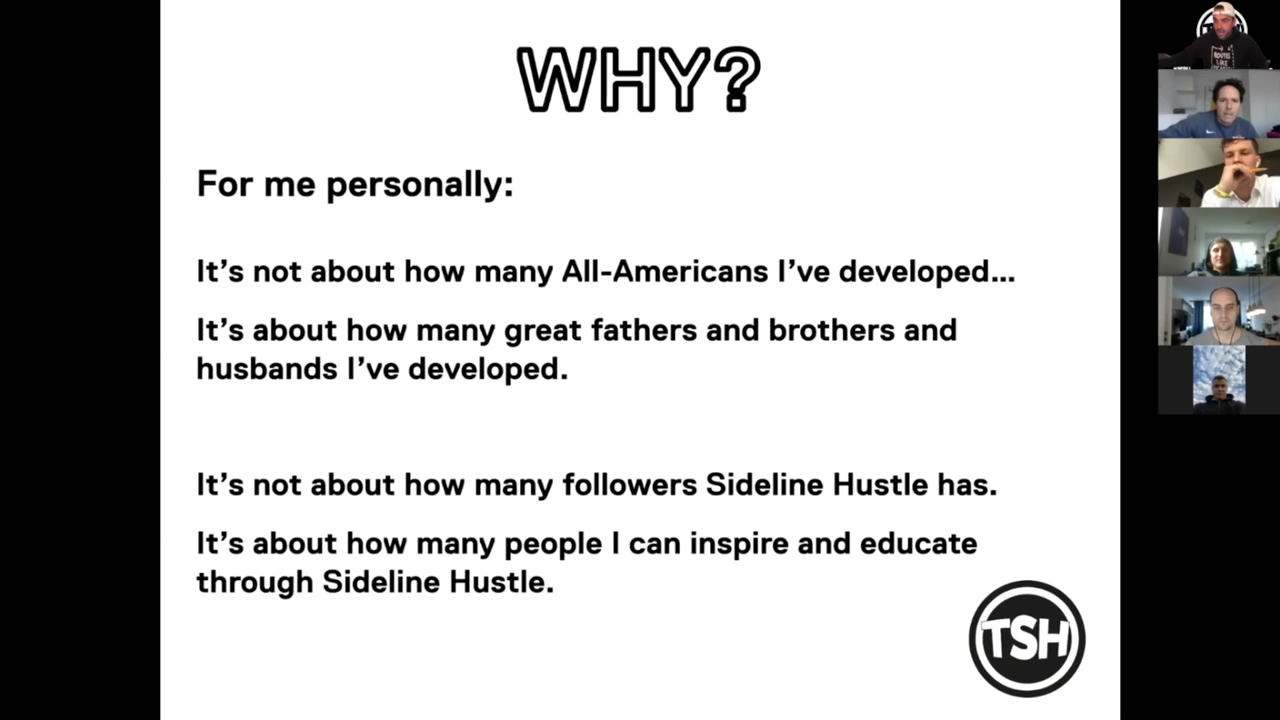 WHY?
For me personally:
It’s not about how many All-Americans I’ve developed...
It’s about how many great fathers and brothers and
husbands I’ve developed.
It’s not about how many followers Sideline Hustle has.
It’s about how many people I can inspire and educate
through Sideline Hustle.
TSH